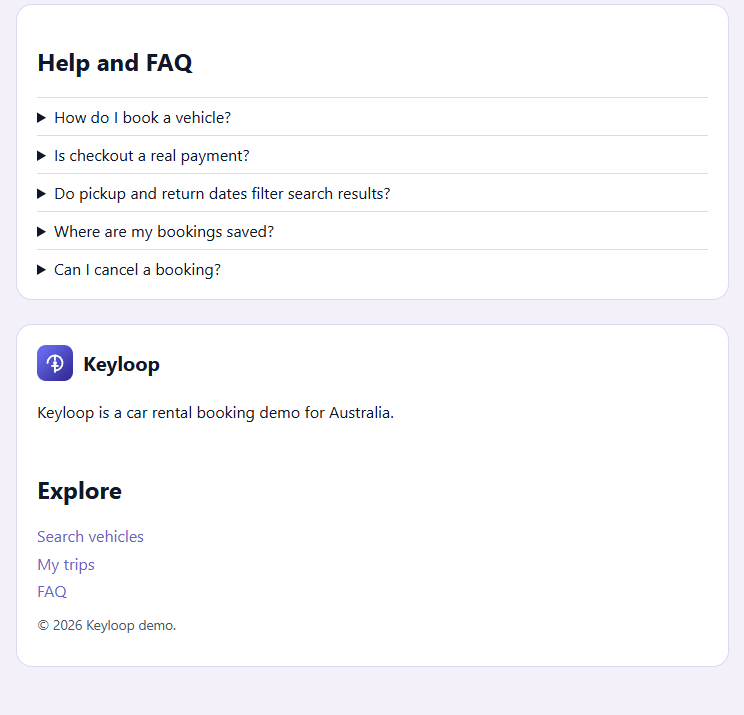 Help and FAQ
How do I book a vehicle?
Is checkout a real payment?
Do pickup and return dates filter search results?
Where are my bookings saved?
Can I cancel a booking?
Keyloop
Keyloop is a car rental booking demo for Australia.
Explore
Search vehicles
My trips
FAQ
© 2026 Keyloop demo.